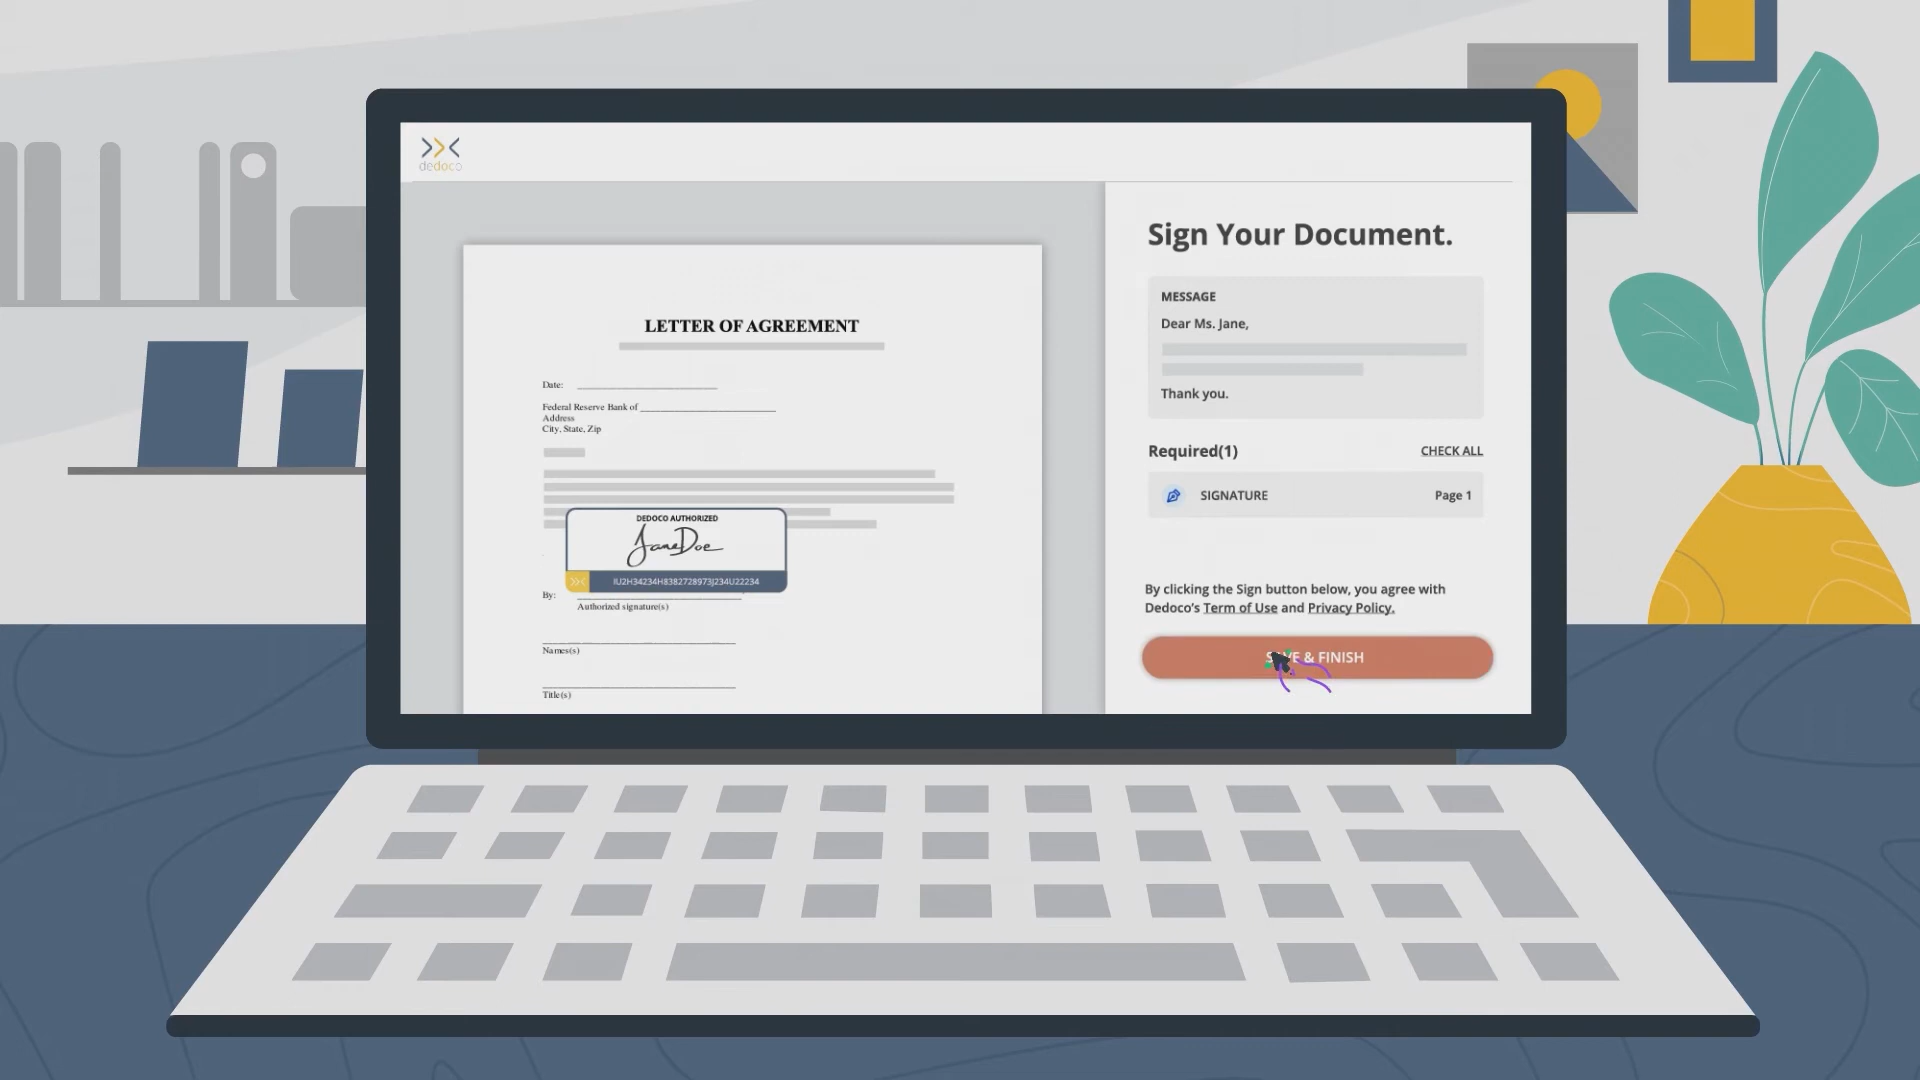 dedoco
LETTER OF AGREEMENT
Date:
Federal Reserve Bank of
Address
City, State, Zip
DEDOCO AUTHORIZED
JaneDoe
IU2H34234H8382728973J234U22234
By:
Authorized signature(s)
Names(s)
Title(s)
Sign Your Document.
MESSAGE
Dear Ms. Jane,
Thank you.
Required(1) CHECK ALL
SIGNATURE Page 1
By clicking the Sign button below, you agree with
Dedoco's Term of Use and Privacy Policy.
SAVE & FINISH